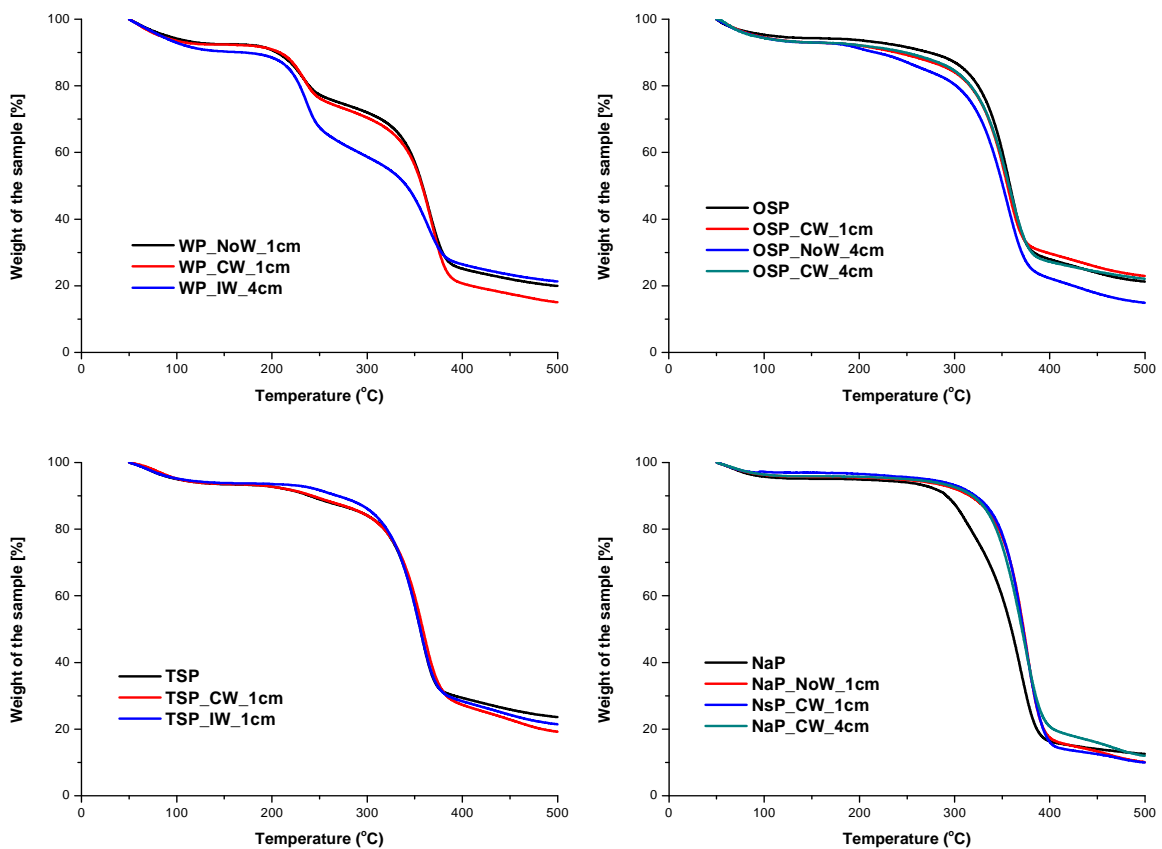 Weight of the sample [%]
100
80
60
40
20
0
WP_NoW_1cm
WP_CW_1cm
WP_IW_4cm
0 100 200 300 400 500
Temperature (°C)
Weight of the sample [%]
100
80
60
40
20
0
OSP
OSP_CW_1cm
OSP_NoW_4cm
OSP_CW_4cm
0 100 200 300 400 500
Temperature (°C)
Weight of the sample [%]
100
80
60
40
20
0
TSP
TSP_CW_1cm
TSP_IW_1cm
0 100 200 300 400 500
Temperature (°C)
Weight of the sample [%]
100
80
60
40
20
0
NaP
NaP_NoW_1cm
NsP_CW_1cm
NaP_CW_4cm
0 100 200 300 400 500
Temperature (°C)